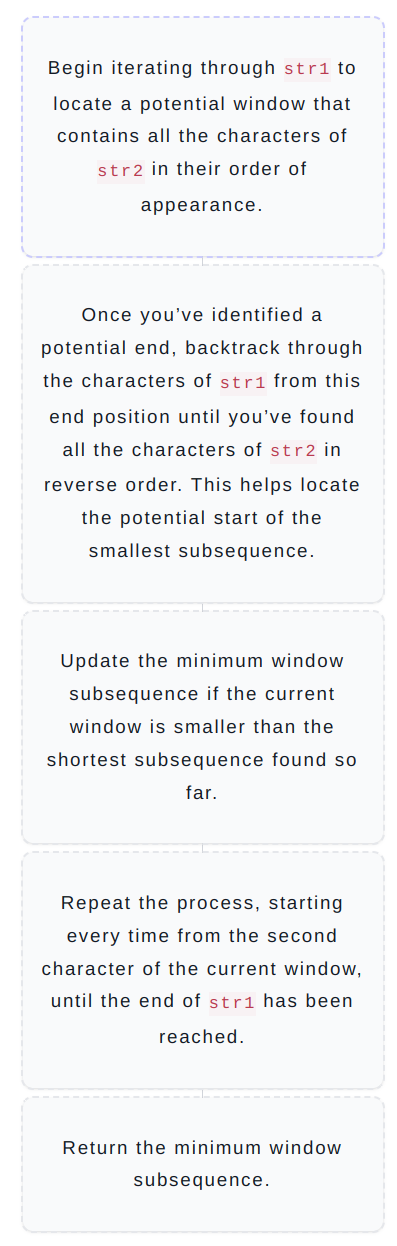 Begin iterating through str1 to
locate a potential window that
contains all the characters of
str2 in their order of
appearance.
Once you’ve identified a
potential end, backtrack through
the characters of str1 from this
end position until you’ve found
all the characters of str2 in
reverse order. This helps locate
the potential start of the
smallest subsequence.
Update the minimum window
subsequence if the current
window is smaller than the
shortest subsequence found so
far.
Repeat the process, starting
every time from the second
character of the current window,
until the end of str1 has been
reached.
Return the minimum window
subsequence.